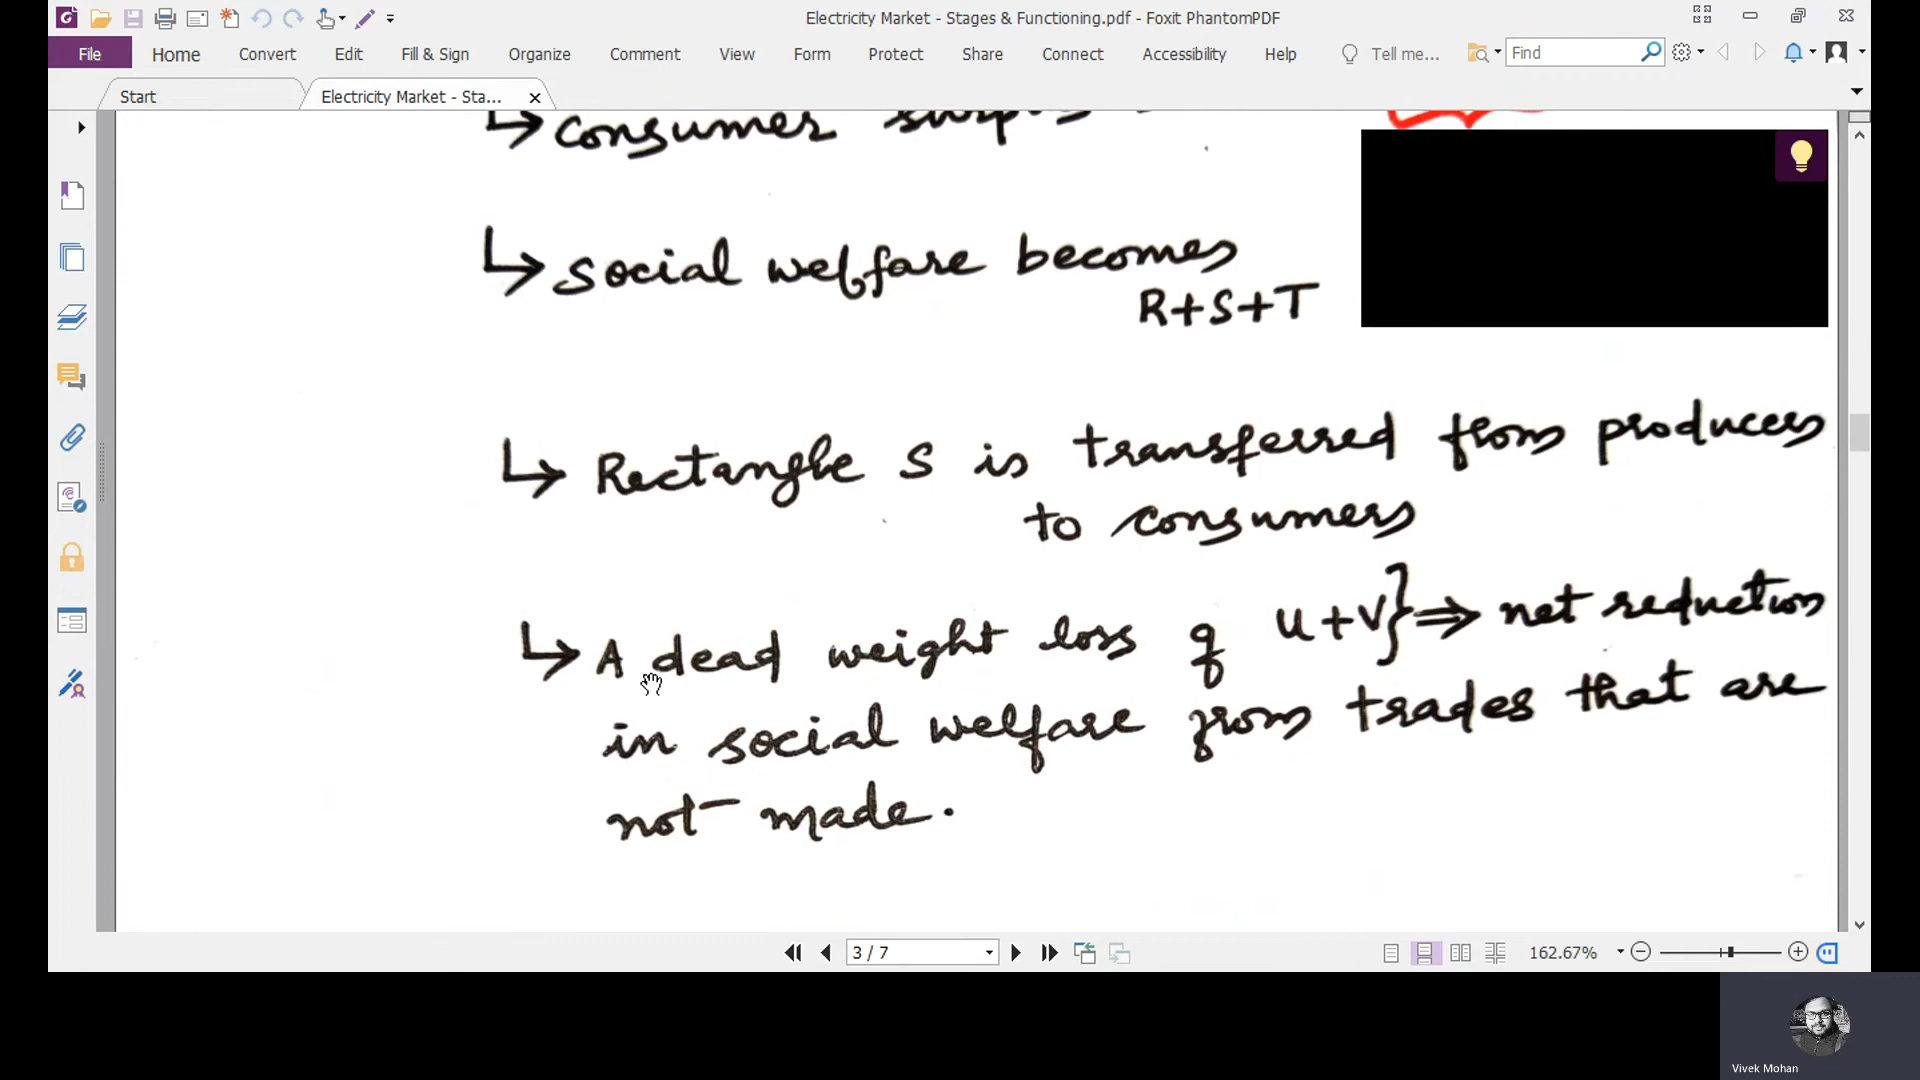 Electricity Market - Stages & Functioning.pdf - Foxit PhantomPDF
File Home Convert Edit Fill & Sign Organize Comment View Form Protect Share Connect Accessibility Help Tell me... Find
Start Electricity Market - Sta...
Consumer
Social welfare becomes
R+S+T
Rectangle S is transferred from producers
to consumers
A dead weight loss of U+V} ⇒ net reduction
in social welfare from trades that are
not made.
3 / 7 162.67%
Vivek Mohan